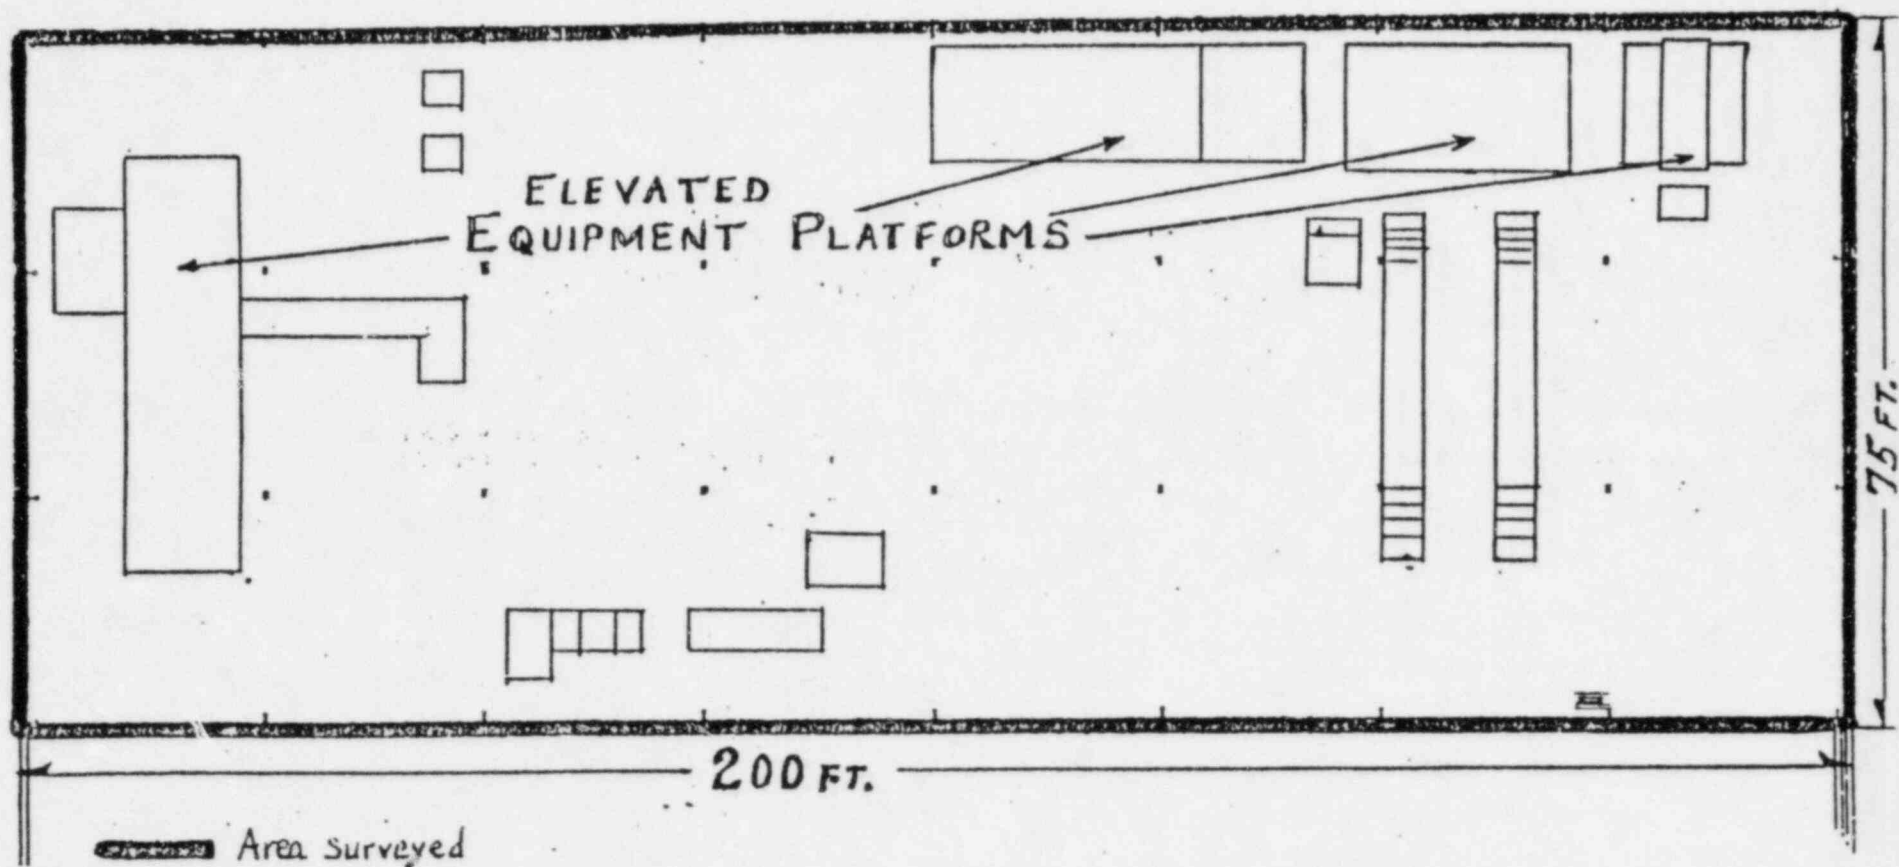 ELEVATED
EQUIPMENT PLATFORMS
75 FT.
200 FT.
Area surveyed